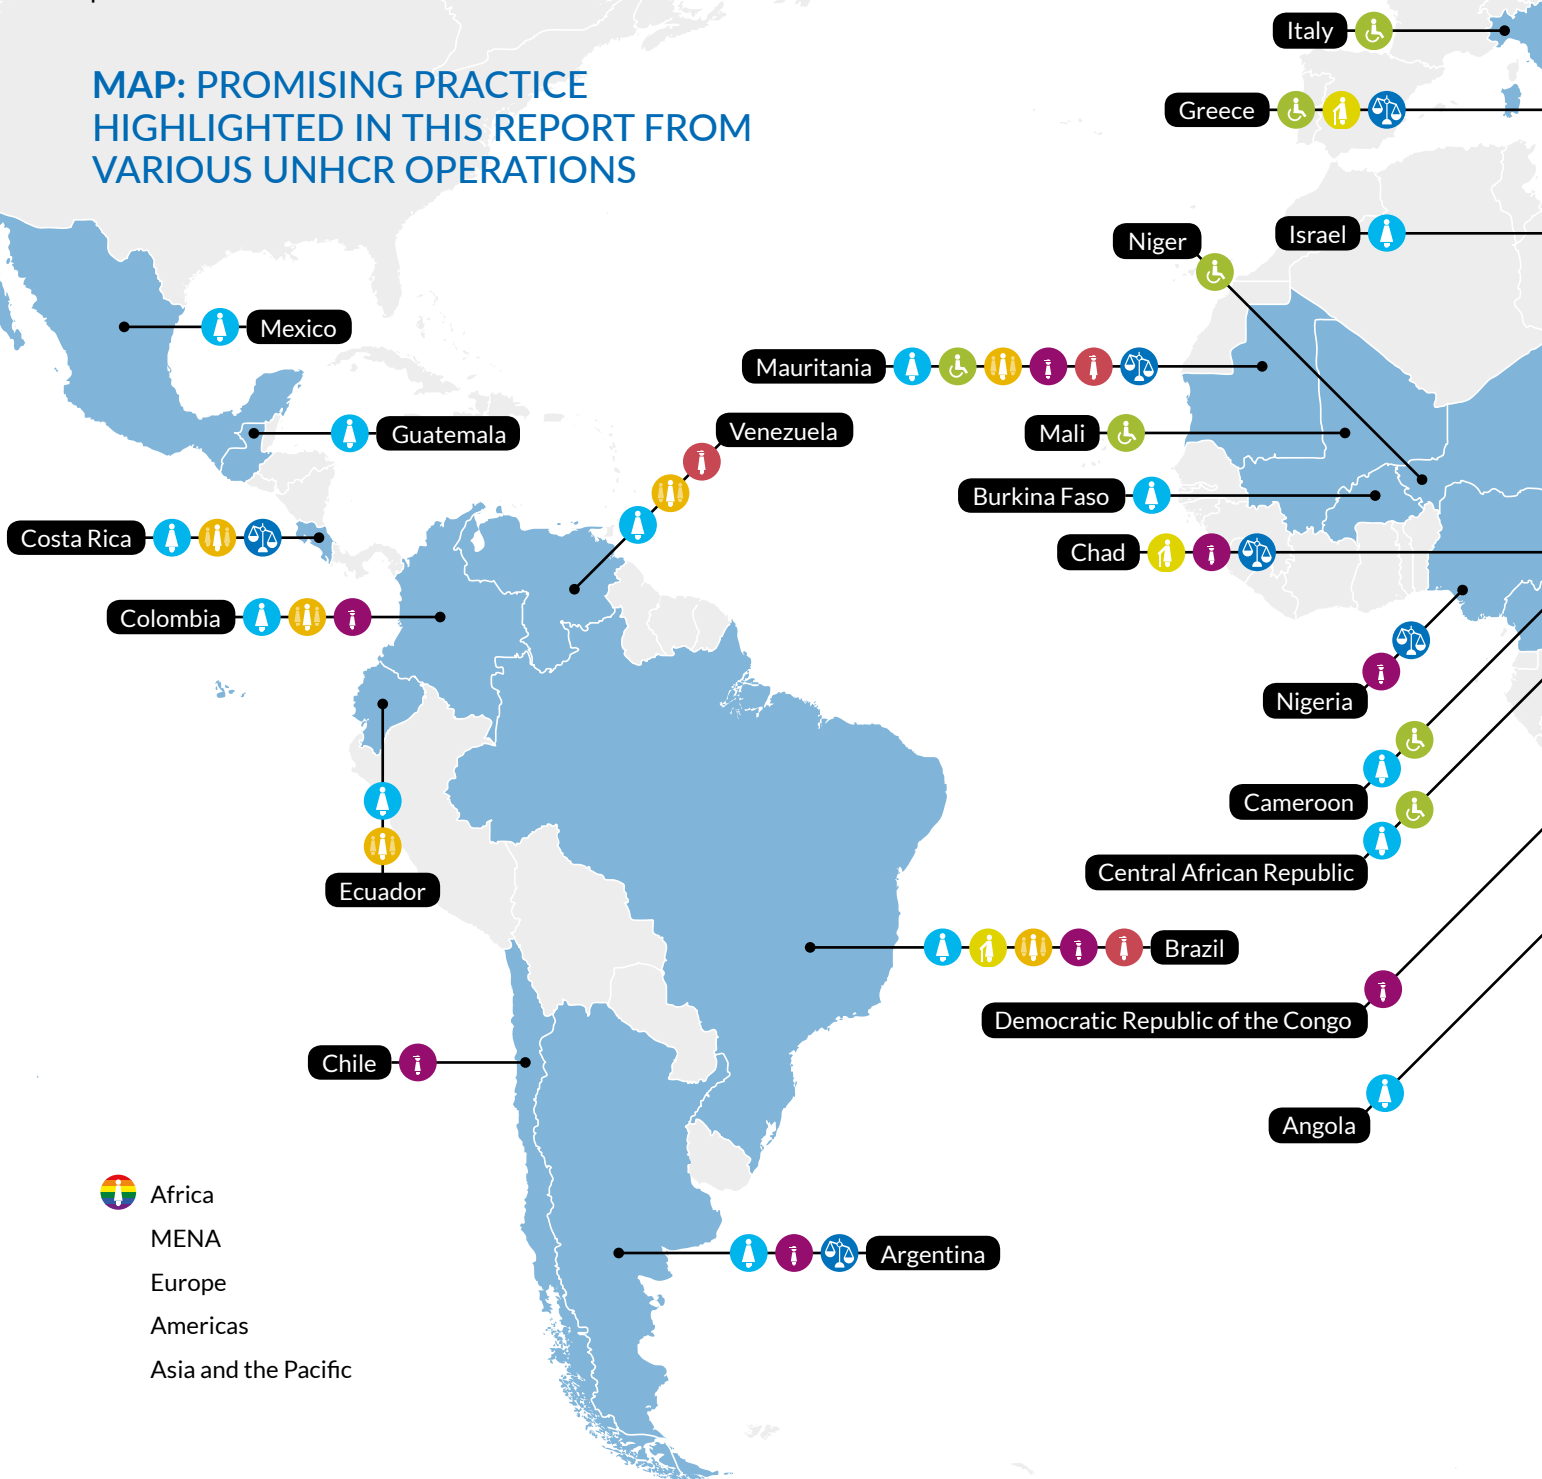 MAP: PROMISING PRACTICE
HIGHLIGHTED IN THIS REPORT FROM
VARIOUS UNHCR OPERATIONS
Italy
Greece
Niger
Israel
Mexico
Mauritania
Guatemala
Venezuela
Mali
Burkina Faso
Costa Rica
Chad
Colombia
Nigeria
Cameroon
Ecuador
Central African Republic
Brazil
Democratic Republic of the Congo
Chile
Angola
Africa
MENA
Europe
Americas
Asia and the Pacific
Argentina